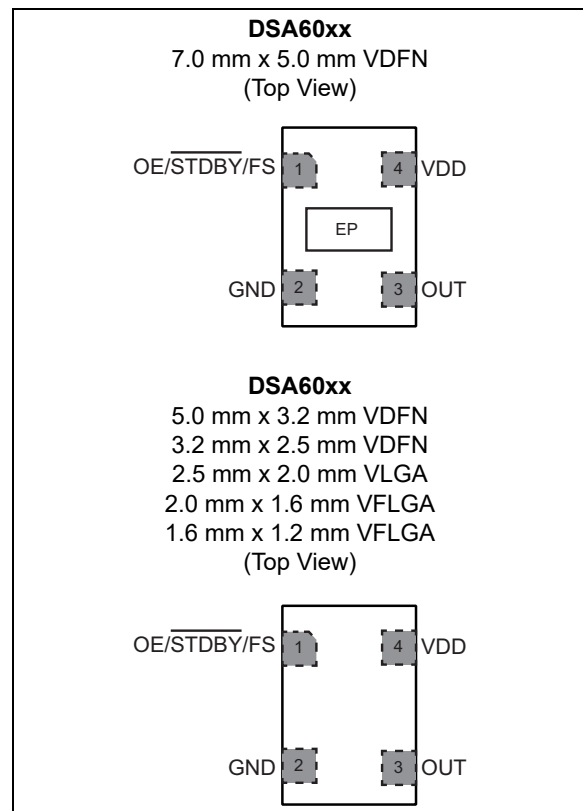 DSA60xx
7.0 mm x 5.0 mm VDFN
(Top View)
OE/STDBY/FS 1 4 VDD
EP
GND 2 3 OUT
DSA60xx
5.0 mm x 3.2 mm VDFN
3.2 mm x 2.5 mm VDFN
2.5 mm x 2.0 mm VLGA
2.0 mm x 1.6 mm VFLGA
1.6 mm x 1.2 mm VFLGA
(Top View)
OE/STDBY/FS 1 4 VDD
GND 2 3 OUT